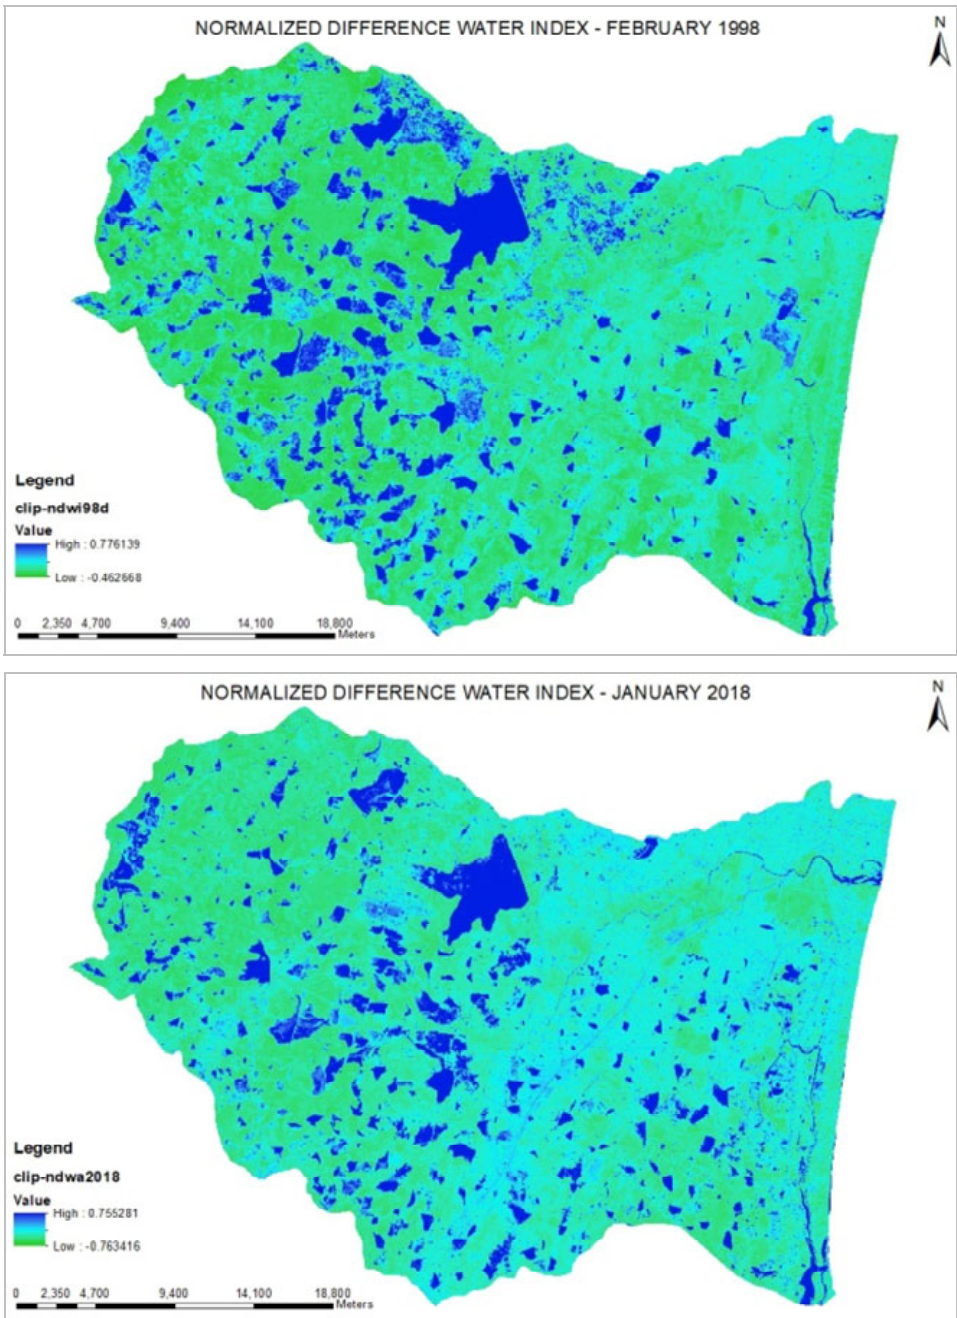 NORMALIZED DIFFERENCE WATER INDEX - FEBRUARY 1998
N
Legend
clip-ndwi98d
Value
High : 0.776139
Low : -0.462668
0 2,350 4,700 9,400 14,100 18,800
Meters
NORMALIZED DIFFERENCE WATER INDEX - JANUARY 2018
N
Legend
clip-ndwa2018
Value
High : 0.755281
Low : -0.763416
0 2,350 4,700 9,400 14,100 18,800
Meters